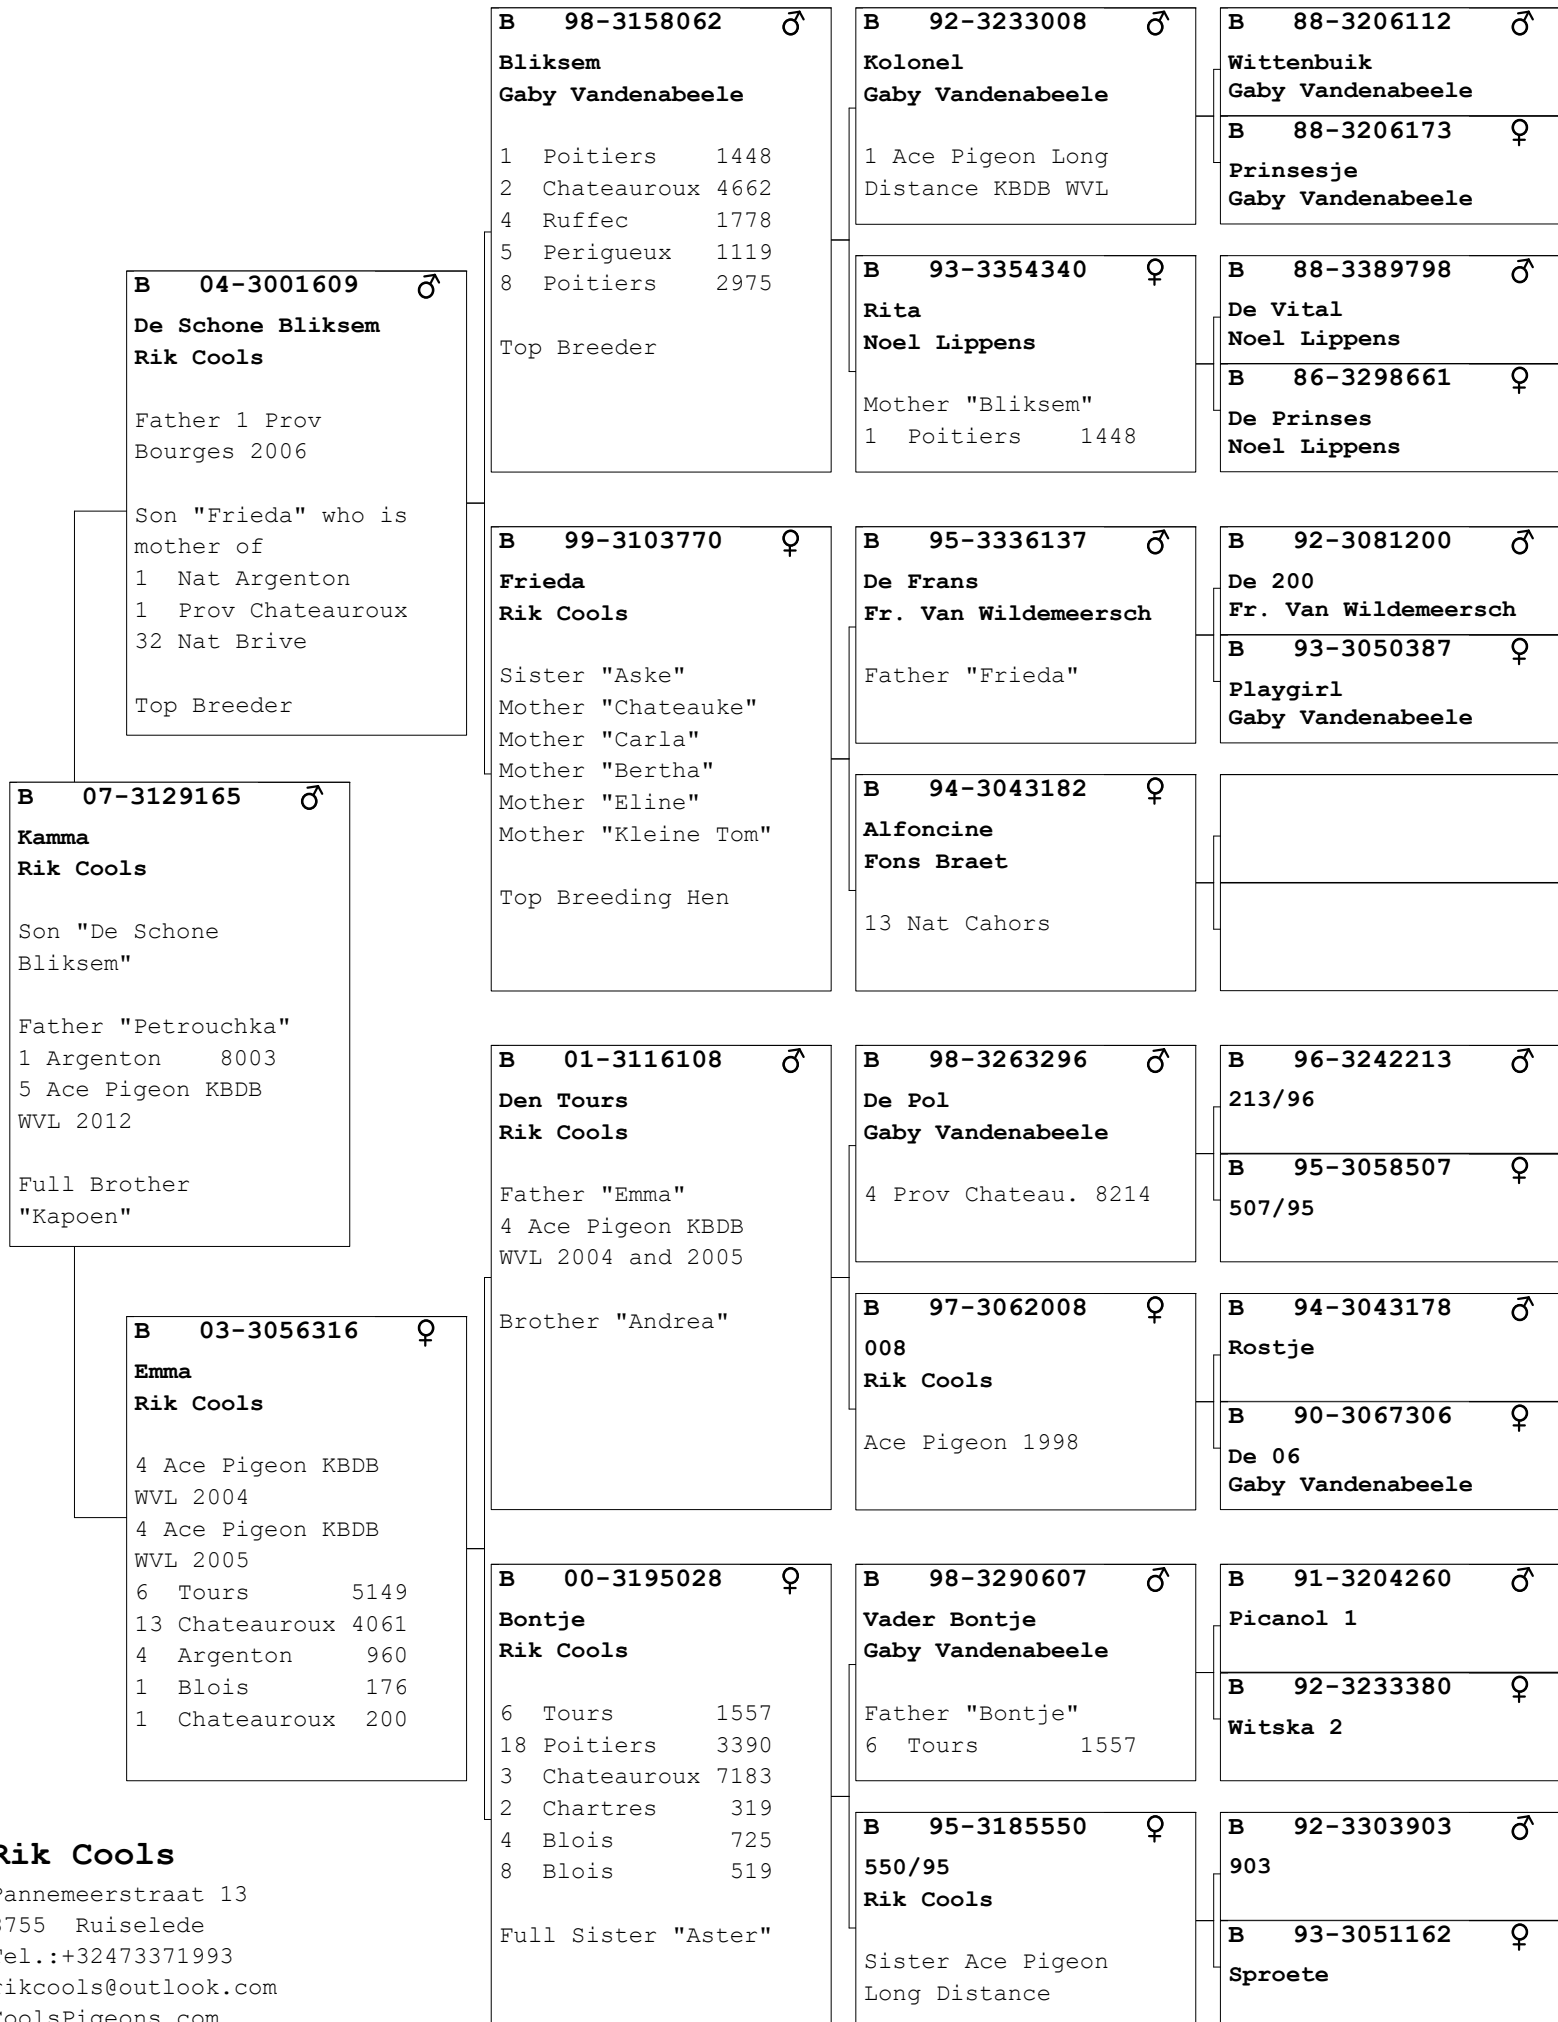 B 07-3129165 ♂
Kamma
Rik Cools
Son "De Schone
Bliksem"
Father "Petrouchka"
1 Argenton 8003
5 Ace Pigeon KBDB
WVL 2012
Full Brother
"Kapoen"
B 04-3001609 ♂
De Schone Bliksem
Rik Cools
Father 1 Prov
Bourges 2006
Son "Frieda" who is
mother of
1 Nat Argenton
1 Prov Chateauroux
32 Nat Brive
Top Breeder
B 03-3056316 ♀
Emma
Rik Cools
4 Ace Pigeon KBDB
WVL 2004
4 Ace Pigeon KBDB
WVL 2005
6 Tours 5149
13 Chateauroux 4061
4 Argenton 960
1 Blois 176
1 Chateauroux 200
B 98-3158062 ♂
Bliksem
Gaby Vandenabeele
1 Poitiers 1448
2 Chateauroux 4662
4 Ruffec 1778
5 Perigueux 1119
8 Poitiers 2975
Top Breeder
B 99-3103770 ♀
Frieda
Rik Cools
Sister "Aske"
Mother "Chateauke"
Mother "Carla"
Mother "Bertha"
Mother "Eline"
Mother "Kleine Tom"
Top Breeding Hen
B 01-3116108 ♂
Den Tours
Rik Cools
Father "Emma"
4 Ace Pigeon KBDB
WVL 2004 and 2005
Brother "Andrea"
B 00-3195028 ♀
Bontje
Rik Cools
6 Tours 1557
18 Poitiers 3390
3 Chateauroux 7183
2 Chartres 319
4 Blois 725
8 Blois 519
Full Sister "Aster"
B 92-3233008 ♂
Kolonel
Gaby Vandenabeele
1 Ace Pigeon Long
Distance KBDB WVL
B 93-3354340 ♀
Rita
Noel Lippens
Mother "Bliksem"
1 Poitiers 1448
B 95-3336137 ♂
De Frans
Fr. Van Wildemeersch
Father "Frieda"
B 94-3043182 ♀
Alfoncine
Fons Braet
13 Nat Cahors
B 98-3263296 ♂
De Pol
Gaby Vandenabeele
4 Prov Chateau. 8214
B 97-3062008 ♀
008
Rik Cools
Ace Pigeon 1998
B 98-3290607 ♂
Vader Bontje
Gaby Vandenabeele
Father "Bontje"
6 Tours 1557
B 95-3185550 ♀
550/95
Rik Cools
Sister Ace Pigeon
Long Distance
B 88-3206112 ♂
Wittenbuik
Gaby Vandenabeele
B 88-3206173 ♀
Prinsesje
Gaby Vandenabeele
B 88-3389798 ♂
De Vital
Noel Lippens
B 86-3298661 ♀
De Prinses
Noel Lippens
B 92-3081200 ♂
De 200
Fr. Van Wildemeersch
B 93-3050387 ♀
Playgirl
Gaby Vandenabeele
B 96-3242213 ♂
213/96
B 95-3058507 ♀
507/95
B 94-3043178 ♂
Rostje
B 90-3067306 ♀
De 06
Gaby Vandenabeele
B 91-3204260 ♂
Picanol 1
B 92-3233380 ♀
Witska 2
B 92-3303903 ♂
903
B 93-3051162 ♀
Sproete
Rik Cools
Pannemeerstraat 13
8755 Ruiselede
Tel.:+32473371993
rikcools@outlook.com
CoolsPigeons.com